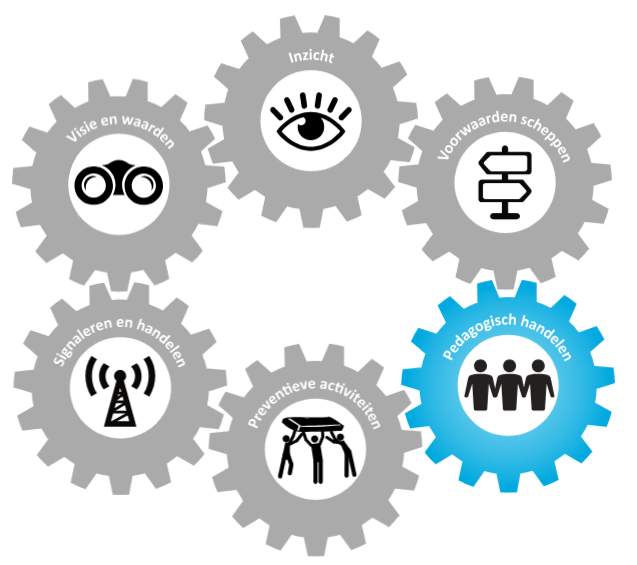 Inzicht
Visie en waarden
Voorwaarden scheppen
Signaleren en handelen
Pedagogisch handelen
Preventieve activiteiten